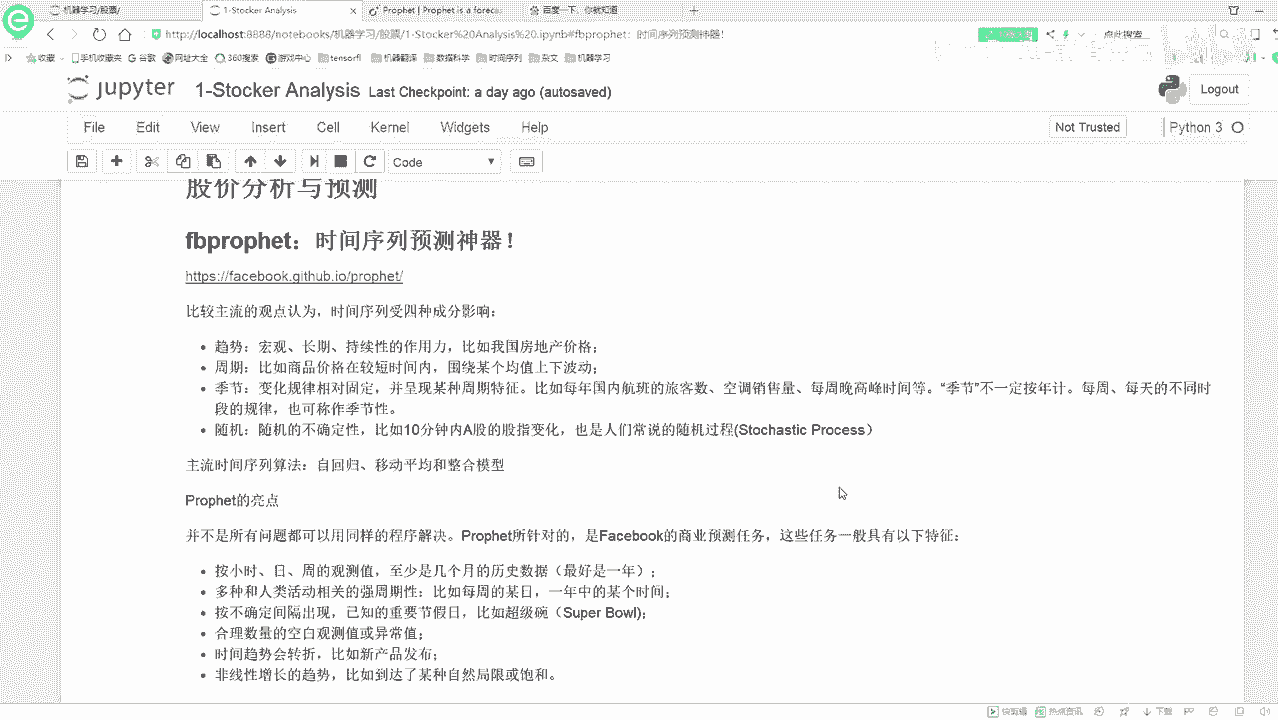 机器学习/股票/
1-Stocker Analysis
Prophet | Prophet is a foreca
百度一下，你就知道
http://localhost:8888/notebooks/机器学习/股票/1-Stocker%20Analysis%20.ipynb#fbprophet：时间序列预测神器！
点此搜索
收藏 手机收藏夹 谷歌 网址大全 360搜索 游戏中心 tensorf 机器翻译 数据科学 时间序列 杂文 机器学习
jupyter 1-Stocker Analysis Last Checkpoint: a day ago (autosaved)
Logout
File Edit View Insert Cell Kernel Widgets Help
Not Trusted Python 3
Code
股价分析与预测
fbprophet：时间序列预测神器！
https://facebook.github.io/prophet/
比较主流的观点认为，时间序列受四种成分影响：
趋势：宏观、长期、持续性的作用力，比如我国房地产价格；
周期：比如商品价格在较短时间内，围绕某个均值上下波动；
季节：变化规律相对固定，并呈现某种周期特征。比如每年国内航班的旅客数、空调销售量、每周晚高峰时间等。“季节”不一定按年计。每周、每天的不同时
段的规律，也可称作季节性。
随机：随机的不确定性，比如10分钟内A股的股指变化，也是人们常说的随机过程(Stochastic Process）
主流时间序列算法：自回归、移动平均和整合模型
Prophet的亮点
并不是所有问题都可以用同样的程序解决。Prophet所针对的，是Facebook的商业预测任务，这些任务一般具有以下特征：
按小时、日、周的观测值，至少是几个月的历史数据（最好是一年）；
多种和人类活动相关的强周期性：比如每周的某日，一年中的某个时间；
按不确定间隔出现，已知的重要节假日，比如超级碗（Super Bowl);
合理数量的空白观测值或异常值；
时间趋势会转折，比如新产品发布；
非线性增长的趋势，比如到达了某种自然局限或饱和。
快剪辑 热点资讯 下载